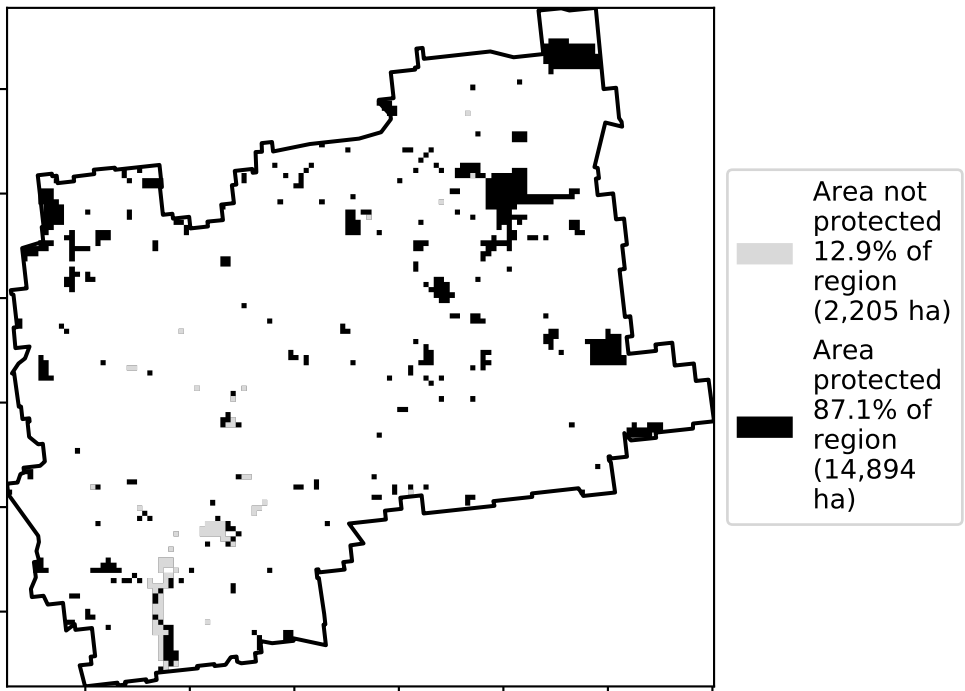 Area not
protected
12.9% of
region
(2,205 ha)
Area
protected
87.1% of
region
(14,894
ha)